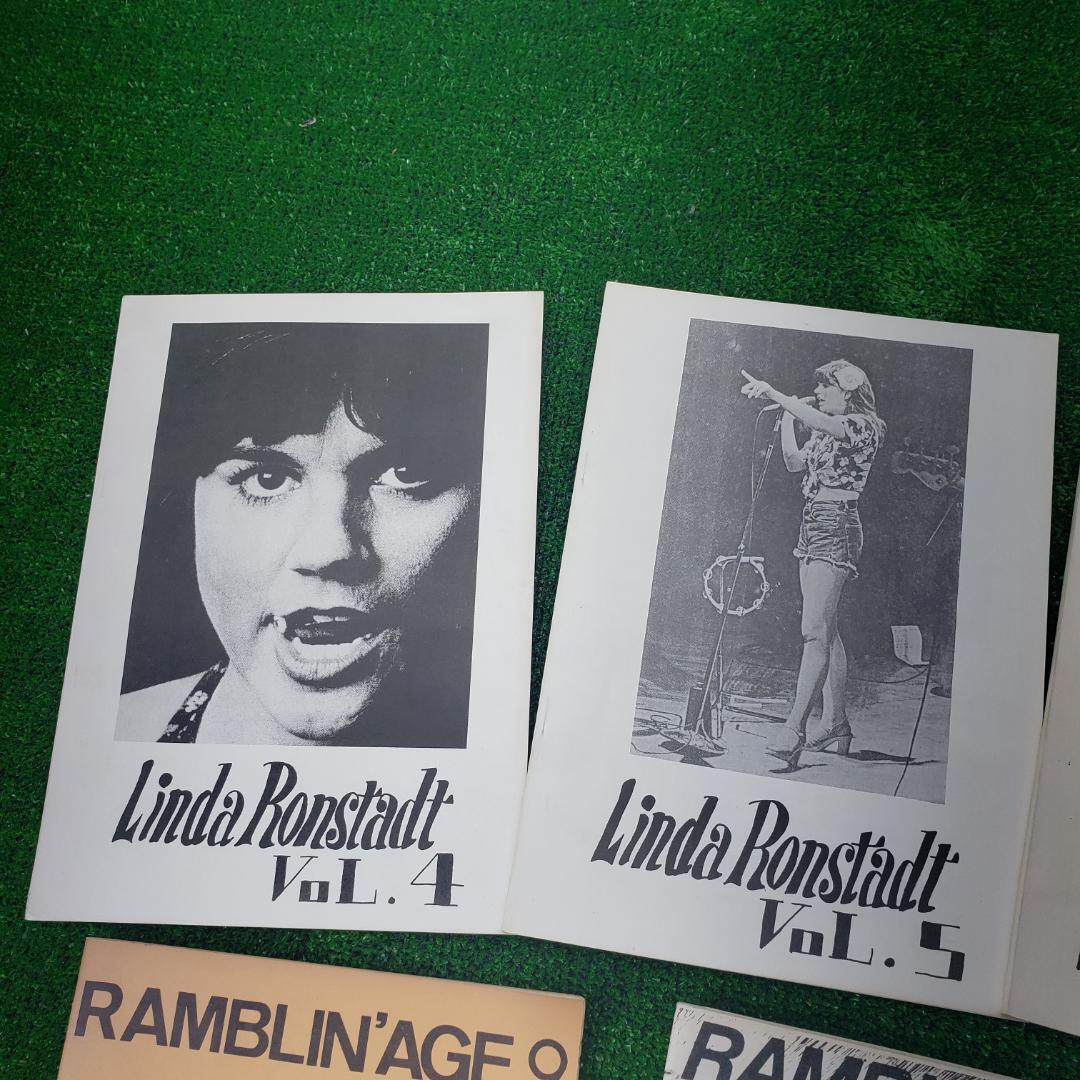 Linda Ronstadt
VoL. 4
Linda Ronstadt
VoL. 5
RAMBLIN'AGE